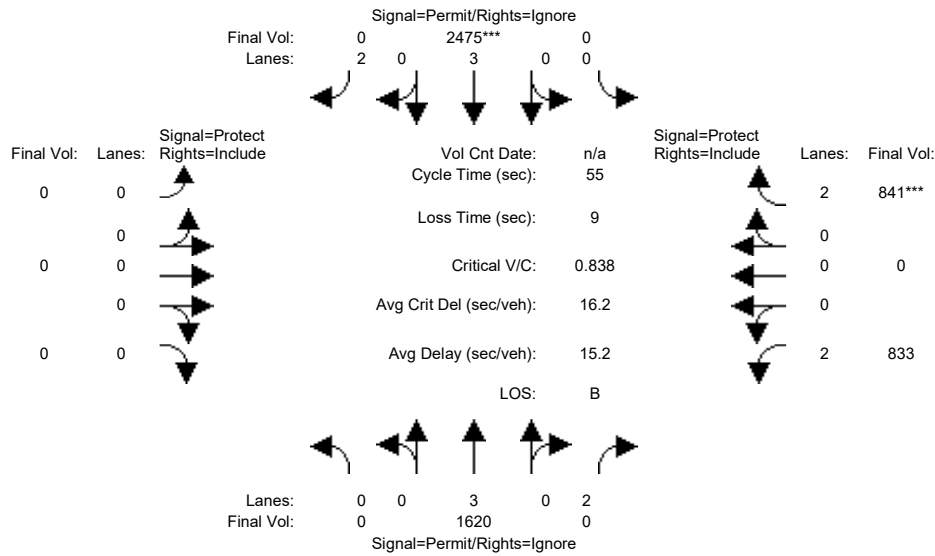 Signal=Permit/Rights=Ignore
Final Vol: 0 2475*** 0
Lanes: 2 0 3 0 0
Signal=Protect Signal=Protect
Final Vol: Lanes: Rights=Include Vol Cnt Date: n/a Rights=Include Lanes: Final Vol:
Cycle Time (sec): 55
0 0 2 841***
Loss Time (sec): 9
0 0
0 0 Critical V/C: 0.838 0 0
0 Avg Crit Del (sec/veh): 16.2 0
0 0 Avg Delay (sec/veh): 15.2 2 833
LOS: B
Lanes: 0 0 3 0 2
Final Vol: 0 1620 0
Signal=Permit/Rights=Ignore